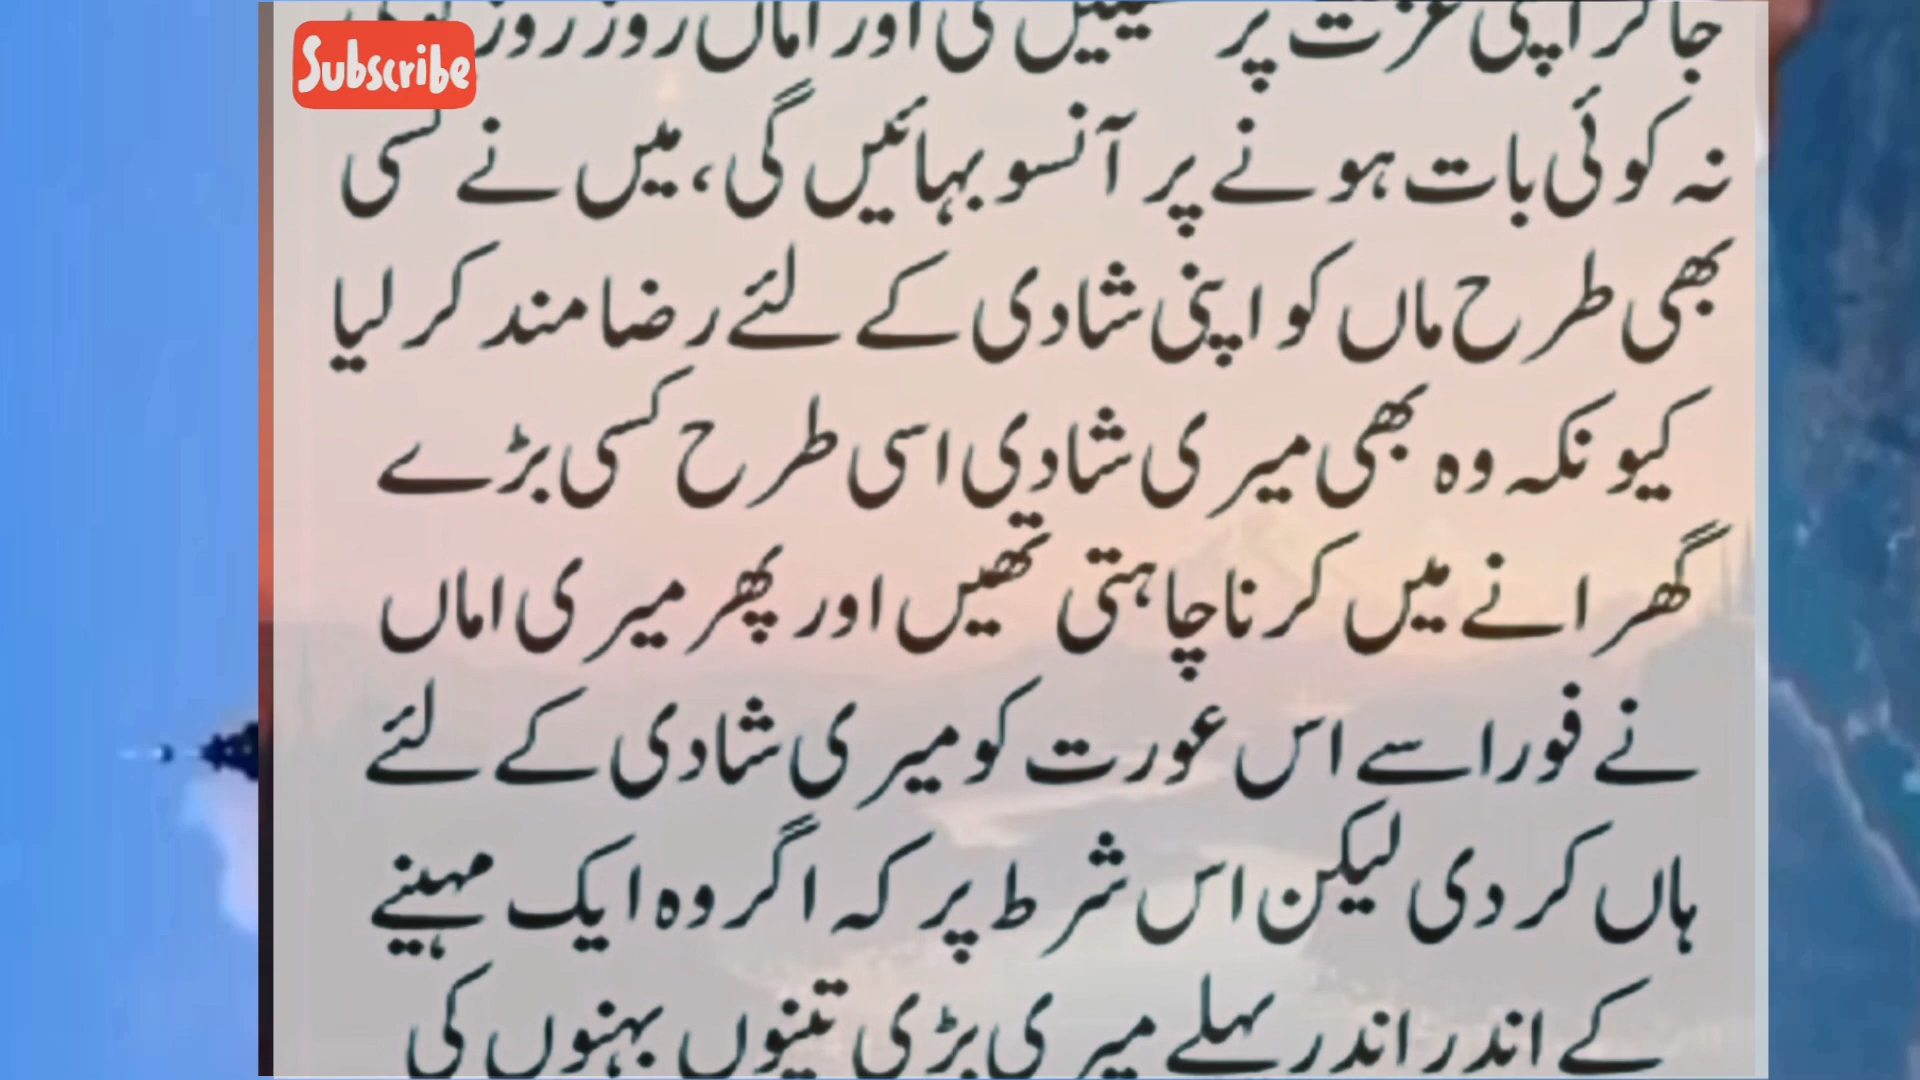 Subscribe
جا کر اپنی عزت پر گی اور اماں روز روز
نہ کوئی بات ہونے پر آنسو بہائیں گی، میں نے کسی
بھی طرح ماں کو اپنی شادی کے لئے رضا مند کر لیا
کیونکہ وہ بھی میری شادی اسی طرح کسی بڑے
گھرانے میں کرنا چاہتی تھیں اور پھر میری اماں
نے فورا سے اس عورت کو میری شادی کے لئے
ہاں کر دی لیکن اس شرط پر کہ اگر وہ ایک مہینے
کے اندر اندر پہلے میری بڑی تینوں بہنوں کی